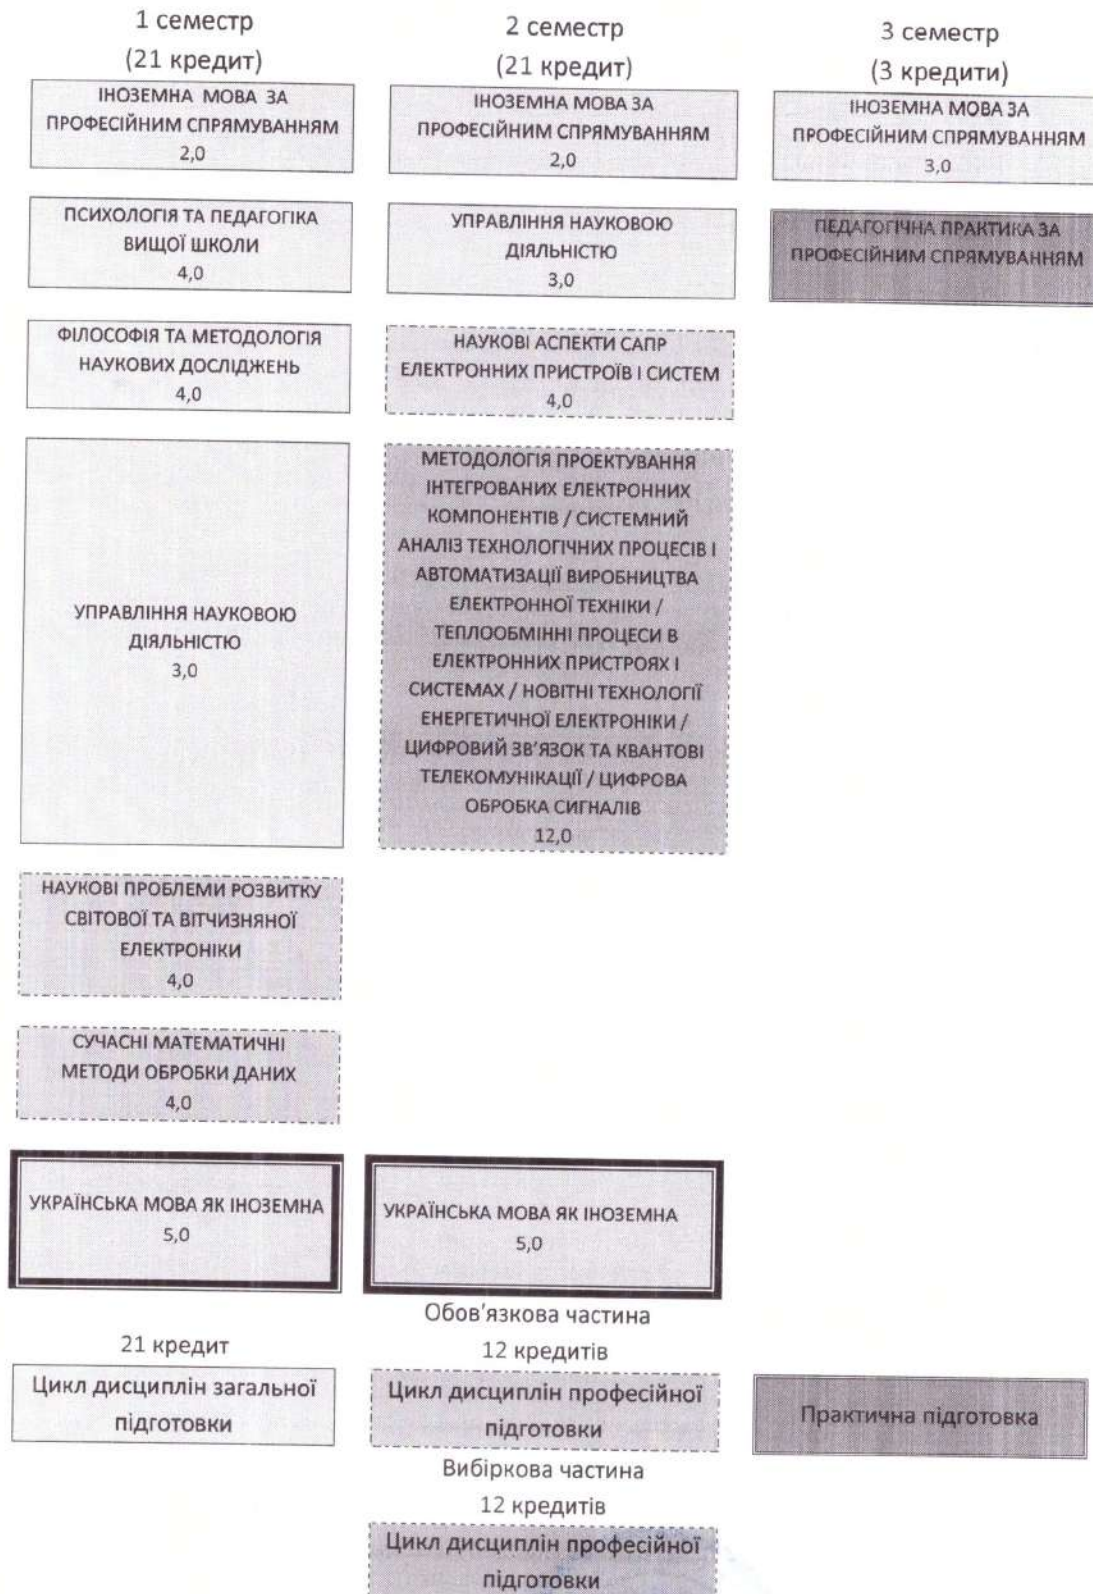 1 семестр
(21 кредит)
ІНОЗЕМНА МОВА ЗА
ПРОФЕСІЙНИМ СПРЯМУВАННЯМ
2,0
ПСИХОЛОГІЯ ТА ПЕДАГОГІКА
ВИЩОЇ ШКОЛИ
4,0
ФІЛОСОФІЯ ТА МЕТОДОЛОГІЯ
НАУКОВИХ ДОСЛІДЖЕНЬ
4,0
УПРАВЛІННЯ НАУКОВОЮ
ДІЯЛЬНІСТЮ
3,0
НАУКОВІ ПРОБЛЕМИ РОЗВИТКУ
СВІТОВОЇ ТА ВІТЧИЗНЯНОЇ
ЕЛЕКТРОНІКИ
4,0
СУЧАСНІ МАТЕМАТИЧНІ
МЕТОДИ ОБРОБКИ ДАНИХ
4,0
УКРАЇНСЬКА МОВА ЯК ІНОЗЕМНА
5,0
2 семестр
(21 кредит)
ІНОЗЕМНА МОВА ЗА
ПРОФЕСІЙНИМ СПРЯМУВАННЯМ
2,0
УПРАВЛІННЯ НАУКОВОЮ
ДІЯЛЬНІСТЮ
3,0
НАУКОВІ АСПЕКТИ САПР
ЕЛЕКТРОННИХ ПРИСТРОЇВ І СИСТЕМ
4,0
МЕТОДОЛОГІЯ ПРОЕКТУВАННЯ
ІНТЕГРОВАНИХ ЕЛЕКТРОННИХ
КОМПОНЕНТІВ / СИСТЕМНИЙ
АНАЛІЗ ТЕХНОЛОГІЧНИХ ПРОЦЕСІВ І
АВТОМАТИЗАЦІЇ ВИРОБНИЦТВА
ЕЛЕКТРОННОЇ ТЕХНІКИ /
ТЕПЛООБМІННІ ПРОЦЕСИ В
ЕЛЕКТРОННИХ ПРИСТРОЯХ І
СИСТЕМАХ / НОВІТНІ ТЕХНОЛОГІЇ
ЕНЕРГЕТИЧНОЇ ЕЛЕКТРОНІКИ /
ЦИФРОВИЙ ЗВ'ЯЗОК ТА КВАНТОВІ
ТЕЛЕКОМУНІКАЦІЇ / ЦИФРОВА
ОБРОБКА СИГНАЛІВ
12,0
УКРАЇНСЬКА МОВА ЯК ІНОЗЕМНА
5,0
3 семестр
(3 кредити)
ІНОЗЕМНА МОВА ЗА
ПРОФЕСІЙНИМ СПРЯМУВАННЯМ
3,0
ПЕДАГОГІЧНА ПРАКТИКА ЗА
ПРОФЕСІЙНИМ СПРЯМУВАННЯМ
Обов'язкова частина
21 кредит
Цикл дисциплін загальної
підготовки
12 кредитів
Цикл дисциплін професійної
підготовки
Практична підготовка
Вибіркова частина
12 кредитів
Цикл дисциплін професійної
підготовки